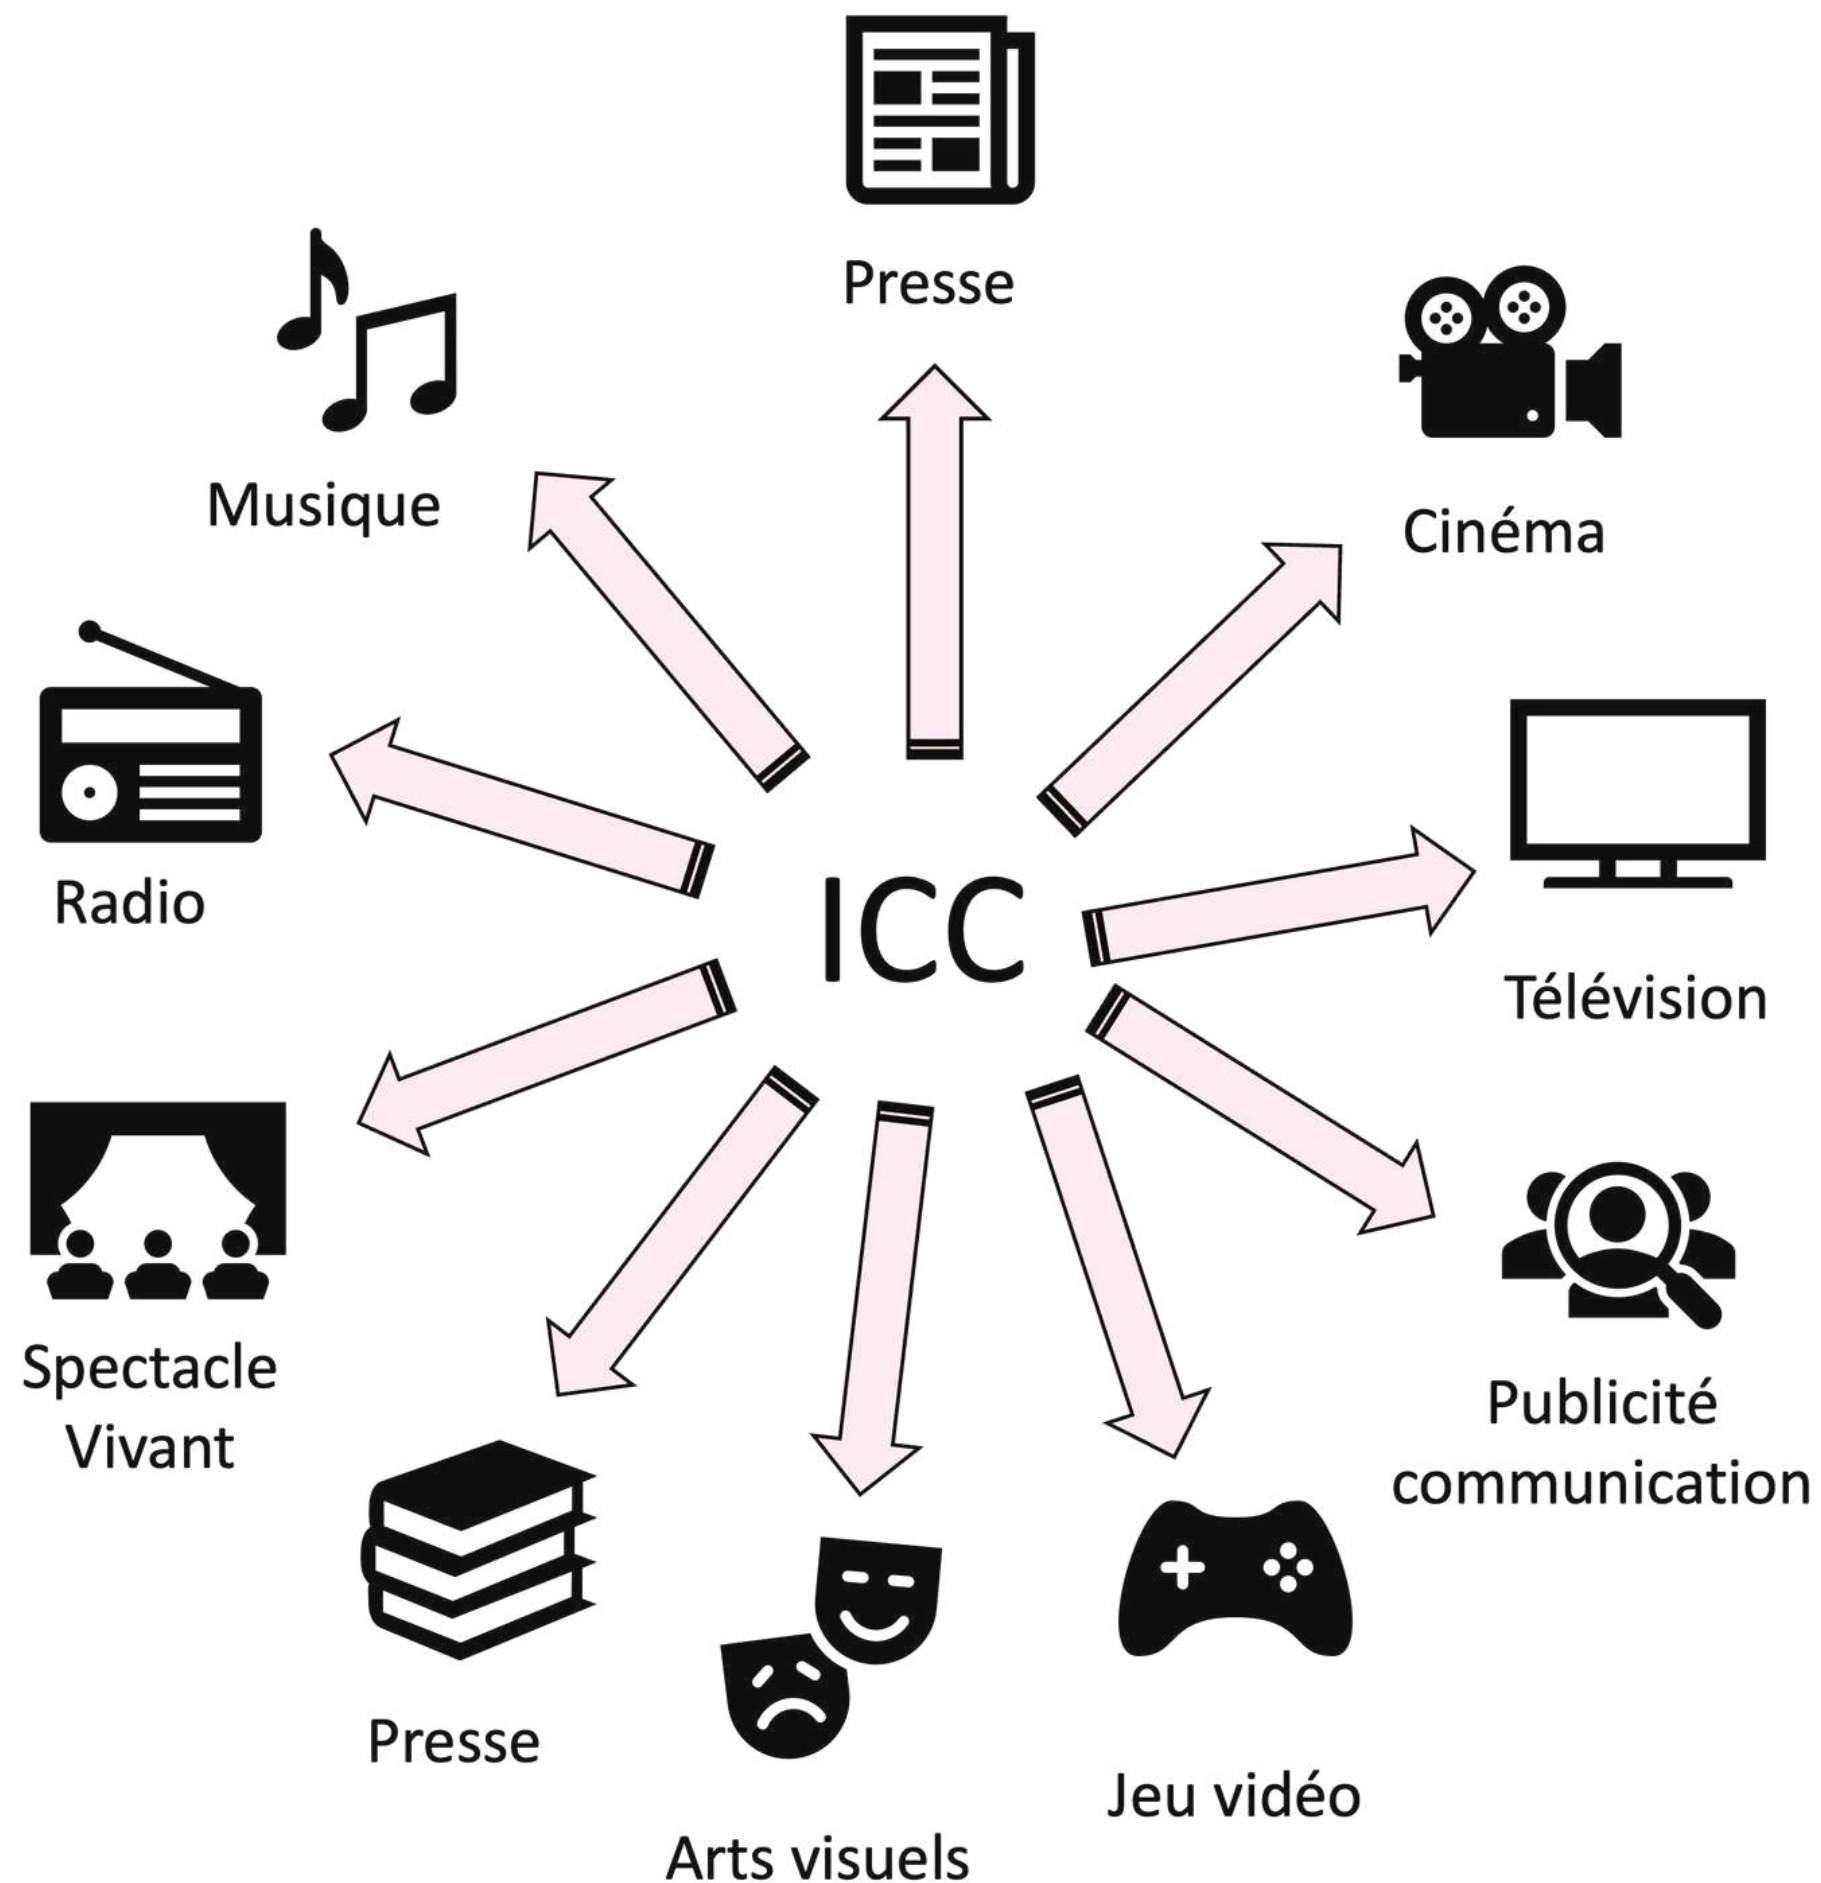 Presse
Musique
Cinéma
Radio
ICC
Télévision
Spectacle
Vivant
Publicité
communication
Presse
Jeu vidéo
Arts visuels